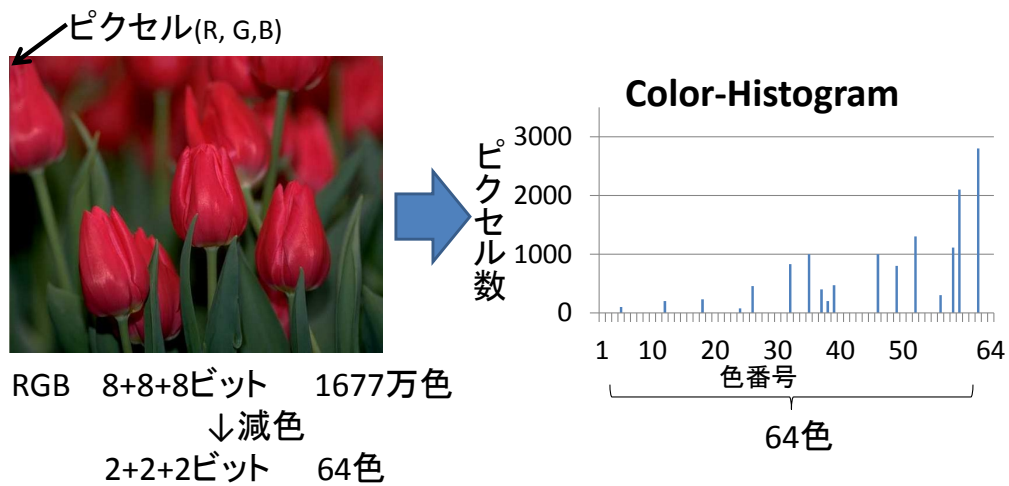 ピクセル(R, G,B)
RGB 8+8+8ビット 1677万色
↓減色
2+2+2ビット 64色
Color-Histogram
ピクセル数
3000
2000
1000
0
1 10 20 30 40 50 64
色番号
64色